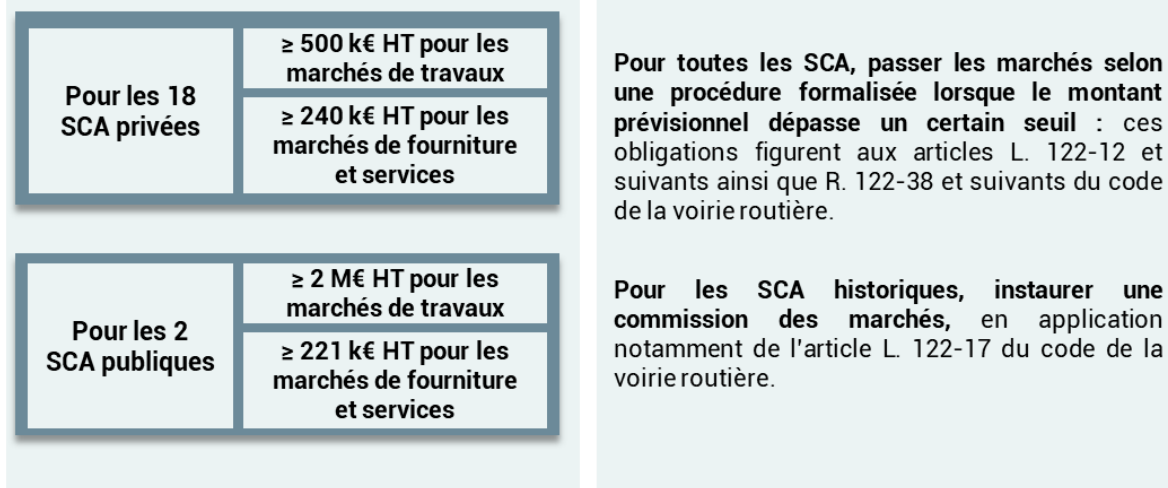 Pour les 18
SCA privées
≥ 500 k€ HT pour les
marchés de travaux
≥ 240 k€ HT pour les
marchés de fourniture
et services
Pour les 2
SCA publiques
≥ 2 M€ HT pour les
marchés de travaux
≥ 221 k€ HT pour les
marchés de fourniture
et services
Pour toutes les SCA, passer les marchés selon
une procédure formalisée lorsque le montant
prévisionnel dépasse un certain seuil : ces
obligations figurent aux articles L. 122-12 et
suivants ainsi que R. 122-38 et suivants du code
de la voirie routière.
Pour les SCA historiques, instaurer une
commission des marchés, en application
notamment de l'article L. 122-17 du code de la
voirie routière.